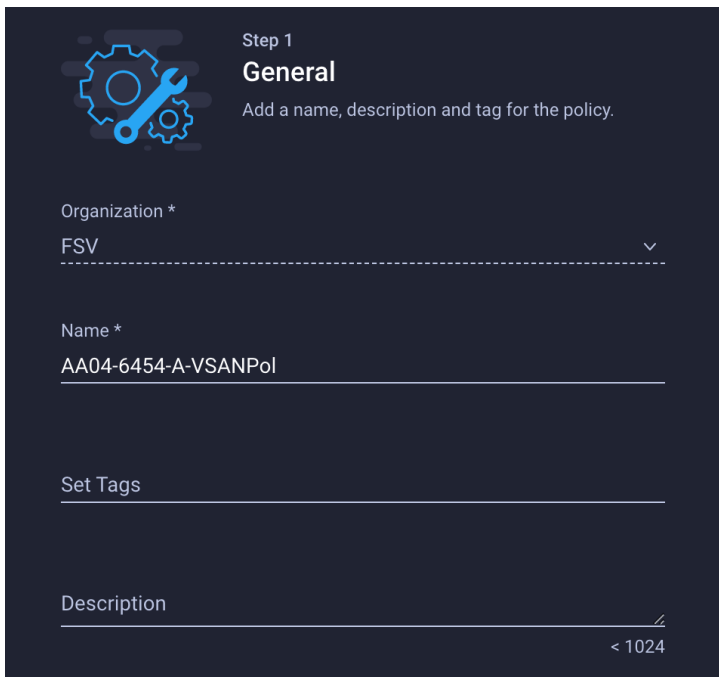 Step 1
General
Add a name, description and tag for the policy.
Organization *
FSV
Name *
AA04-6454-A-VSANPol
Set Tags
Description
< 1024